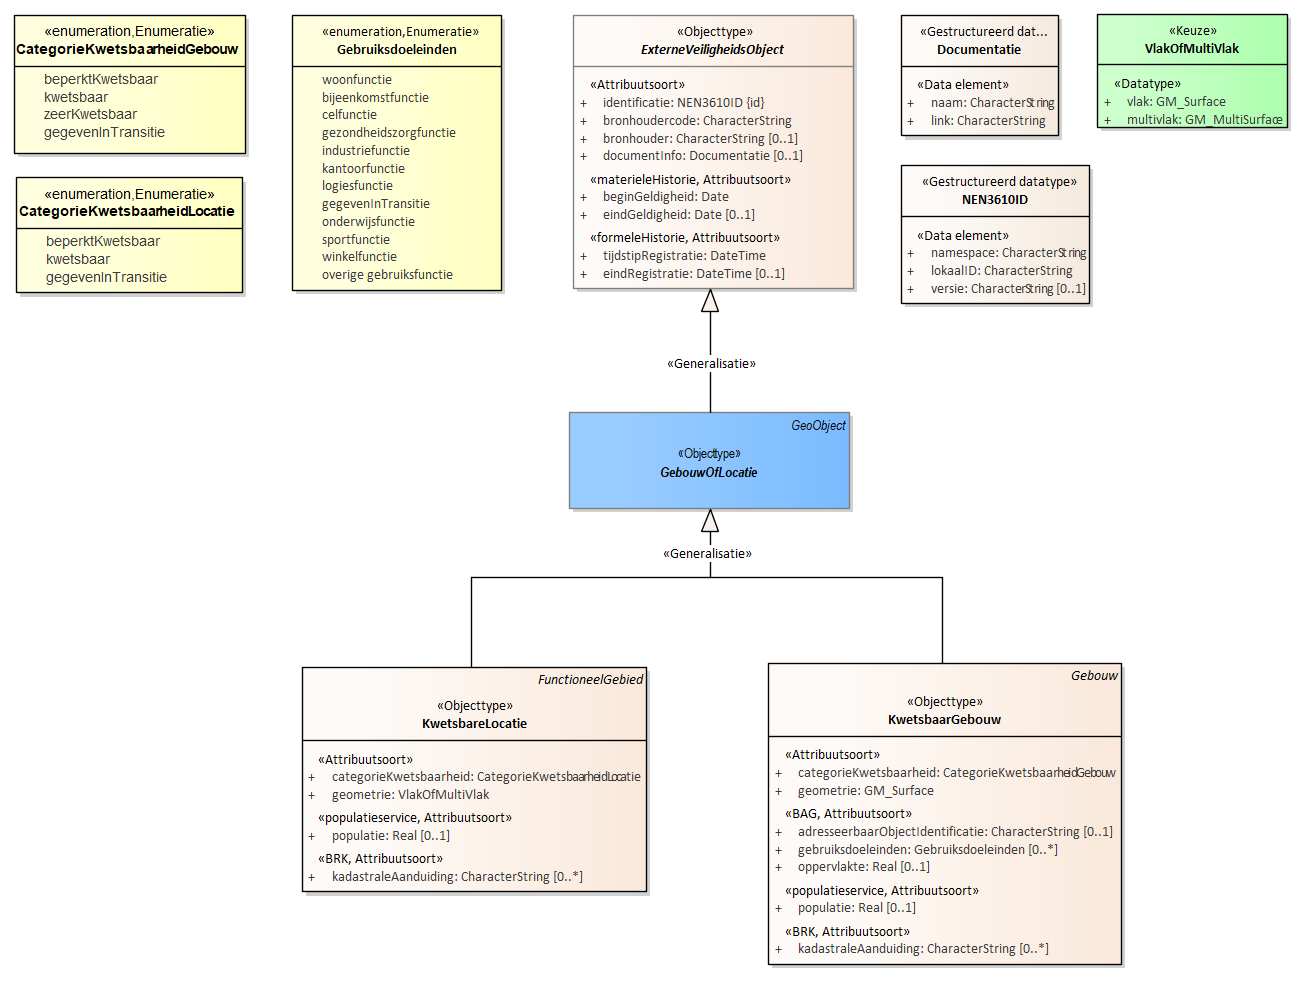 «enumeration,Enumeratie»
CategorieKwetsbaarheidGebouw
beperktKwetsbaar
kwetsbaar
zeerKwetsbaar
gegevenInTransitie
«enumeration,Enumeratie»
CategorieKwetsbaarheidLocatie
beperktKwetsbaar
kwetsbaar
gegevenInTransitie
«enumeration,Enumeratie»
Gebruiksdoeleinden
woonfunctie
bijeenkomstfunctie
celfunctie
gezondheidszorgfunctie
industriefunctie
kantoorfunctie
logiesfunctie
gegevenInTransitie
onderwijsfunctie
sportfunctie
winkelfunctie
overige gebruiksfunctie
«Objecttype»
ExterneVeiligheidsObject
«Attribuutsoort»
+ identificatie: NEN3610ID {id}
+ bronhoudercode: CharacterString
+ bronhouder: CharacterString [0..1]
+ documentInfo: Documentatie [0..1]
«materieleHistorie, Attribuutsoort»
+ beginGeldigheid: Date
+ eindGeldigheid: Date [0..1]
«formeleHistorie, Attribuutsoort»
+ tijdstipRegistratie: DateTime
+ eindRegistratie: DateTime [0..1]
«Gestructureerd dat...
Documentatie
«Data element»
+ naam: CharacterString
+ link: CharacterString
«Gestructureerd datatype»
NEN3610ID
«Data element»
+ namespace: CharacterString
+ lokaalID: CharacterString
+ versie: CharacterString [0..1]
«Keuze»
VlakOfMultiVlak
«Datatype»
+ vlak: GM_Surface
+ multivlak: GM_MultiSurface
«Generalisatie»
GeoObject
«Objecttype»
GebouwOfLocatie
«Generalisatie»
FunctioneelGebied
«Objecttype»
KwetsbareLocatie
«Attribuutsoort»
+ categorieKwetsbaarheid: CategorieKwetsbaarheidLocatie
+ geometrie: VlakOfMultiVlak
«populatieservice, Attribuutsoort»
+ populatie: Real [0..1]
«BRK, Attribuutsoort»
+ kadastraleAanduiding: CharacterString [0..*]
Gebouw
«Objecttype»
KwetsbaarGebouw
«Attribuutsoort»
+ categorieKwetsbaarheid: CategorieKwetsbaarheidGebouw
+ geometrie: GM_Surface
«BAG, Attribuutsoort»
+ adresseerbaarObjectIdentificatie: CharacterString [0..1]
+ gebruiksdoeleinden: Gebruiksdoeleinden [0..*]
+ oppervlakte: Real [0..1]
«populatieservice, Attribuutsoort»
+ populatie: Real [0..1]
«BRK, Attribuutsoort»
+ kadastraleAanduiding: CharacterString [0..*]